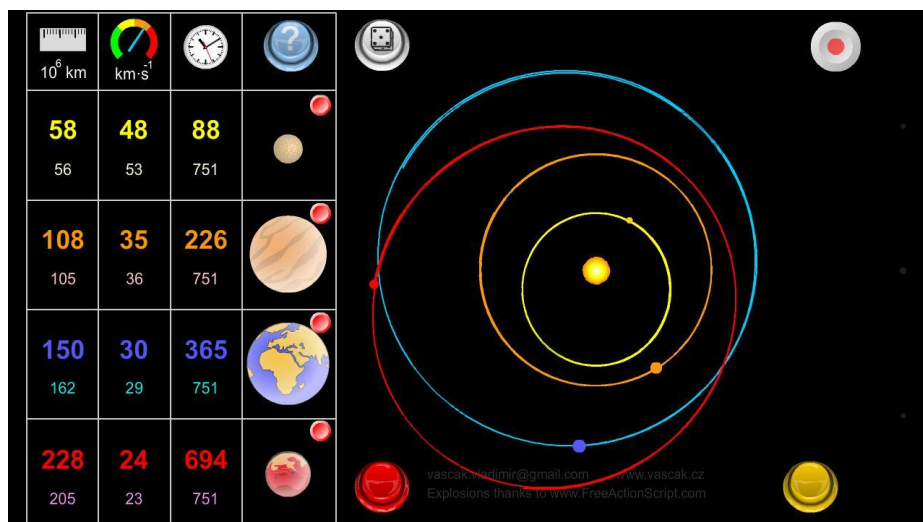 10⁶ km km·s⁻¹ ?
58 48 88
56 53 751
108 35 226
105 36 751
150 30 365
162 29 751
228 24 694
205 23 751
vascak.vladimir@gmail.com www.vascak.cz
Explosions thanks to www.FreeActionScript.com